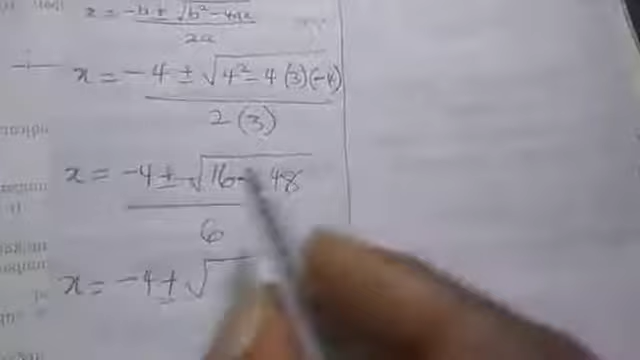 x = -b ± √b² - 4ac
2a
x = -4 ± √4² - 4(3)(-4)
2(3)
x = -4 ± √16 48
6
x = -4 ± √